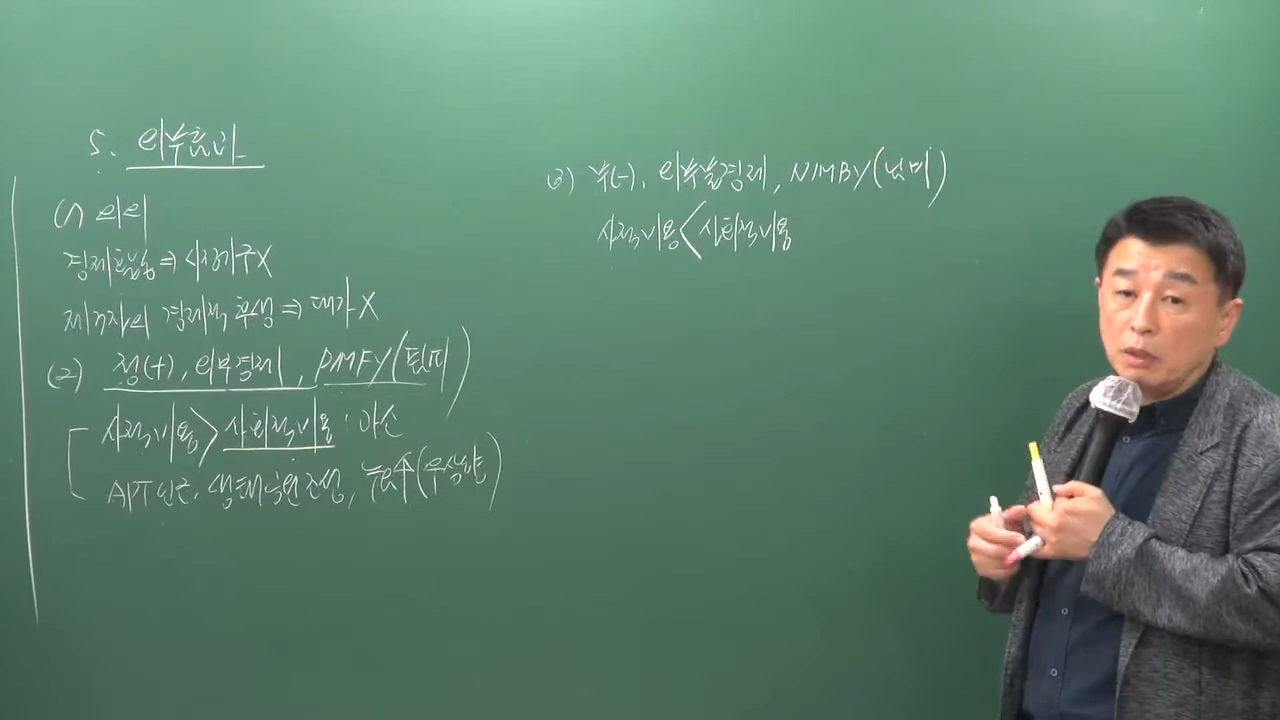 5. 외부효과
(1) 의의
경제활동 ⇒ 시장기구X
제3자의 경제적 후생 ⇒ 대가X
(2) 정(+), 외부경제, PIMFY(핌피)
사적비용 > 사회적비용 : 과소
APT 인근, 생태공원조성, 수요↑(우상향)
(3) 부(-), 외부불경제, NIMBY(님비)
사적비용 < 사회적비용